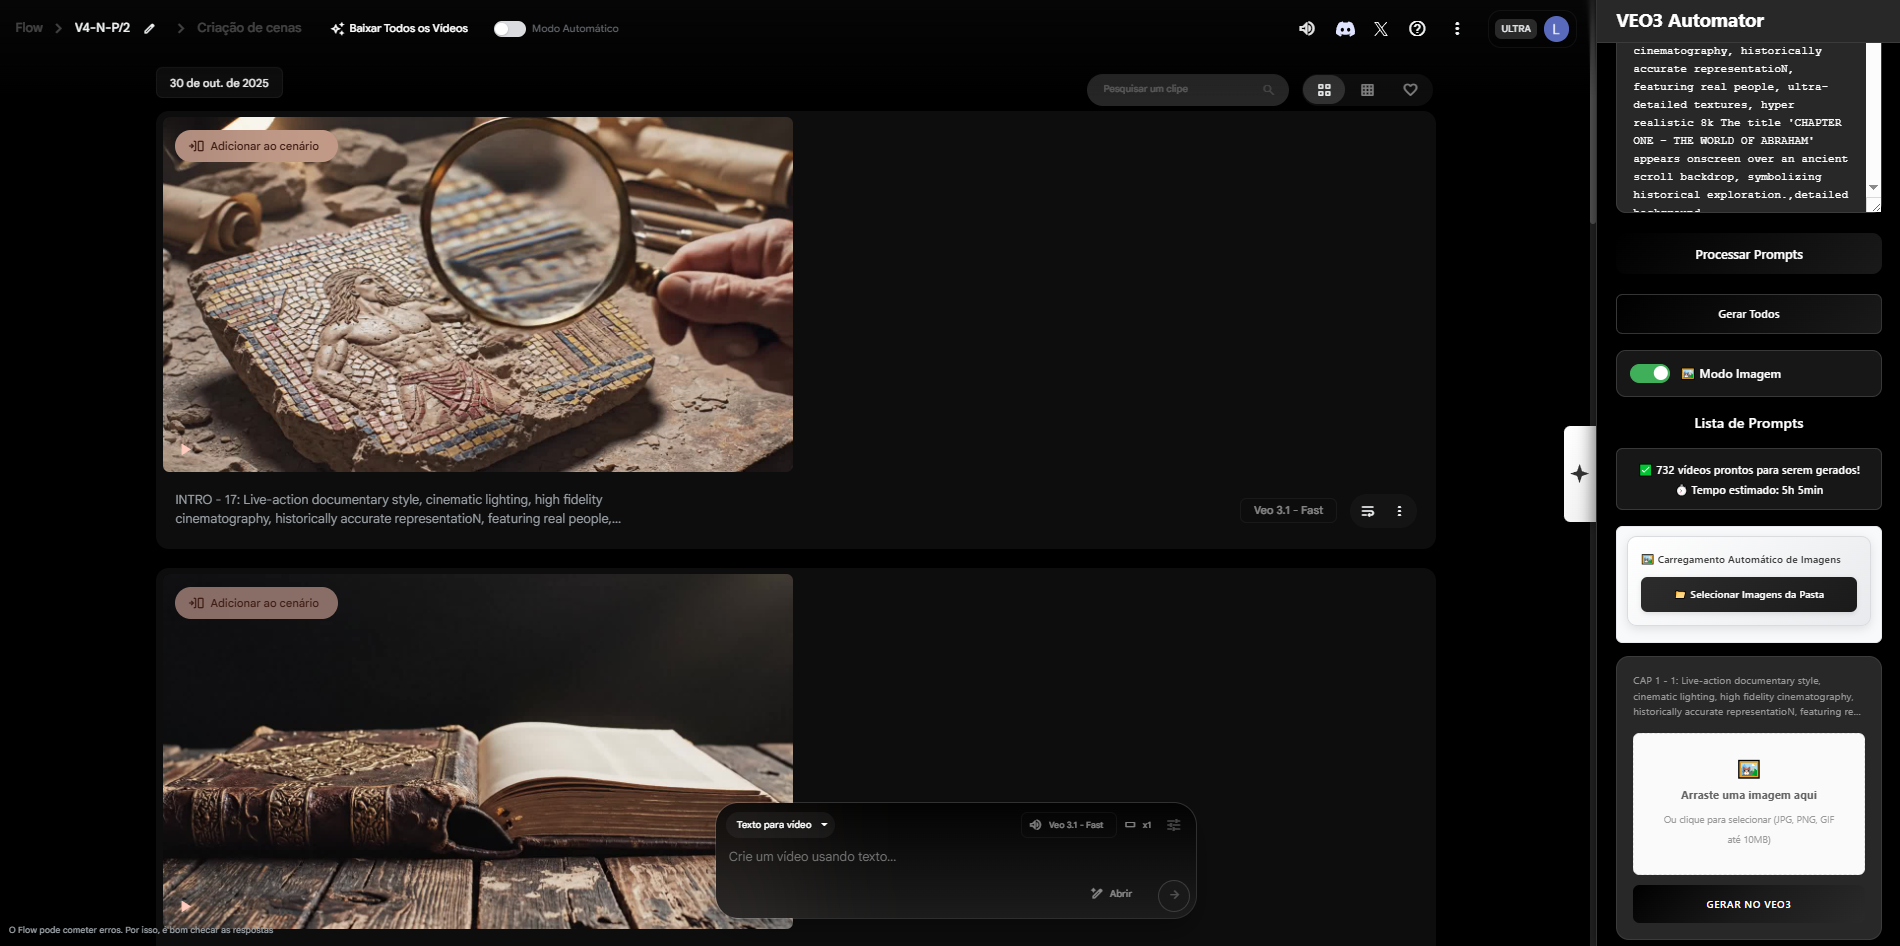 Flow
V4-N-P/2
Criação de cenas
Baixar Todos os Vídeos
Modo Automático
ULTRA
L
30 de out. de 2025
Pesquisar um clipe
Adicionar ao cenário
INTRO - 17: Live-action documentary style, cinematic lighting, high fidelity
cinematography, historically accurate representatioN, featuring real people,...
Veo 3.1 - Fast
Adicionar ao cenário
Texto para vídeo
Veo 3.1 - Fast
x1
Crie um vídeo usando texto...
Abrir
O Flow pode cometer erros. Por isso, é bom checar as respostas
VEO3 Automator
cinematography, historically
accurate representatioN,
featuring real people, ultra-
detailed textures, hyper
realistic 8k The title 'CHAPTER
ONE - THE WORLD OF ABRAHAM'
appears onscreen over an ancient
scroll backdrop, symbolizing
historical exploration.,detailed
background
Processar Prompts
Gerar Todos
Modo Imagem
Lista de Prompts
732 vídeos prontos para serem gerados!
Tempo estimado: 5h 5min
Carregamento Automático de Imagens
Selecionar Imagens da Pasta
CAP 1 - 1: Live-action documentary style,
cinematic lighting, high fidelity cinematography,
historically accurate representatioN, featuring re...
Arraste uma imagem aqui
Ou clique para selecionar (JPG, PNG, GIF
até 10MB)
GERAR NO VEO3